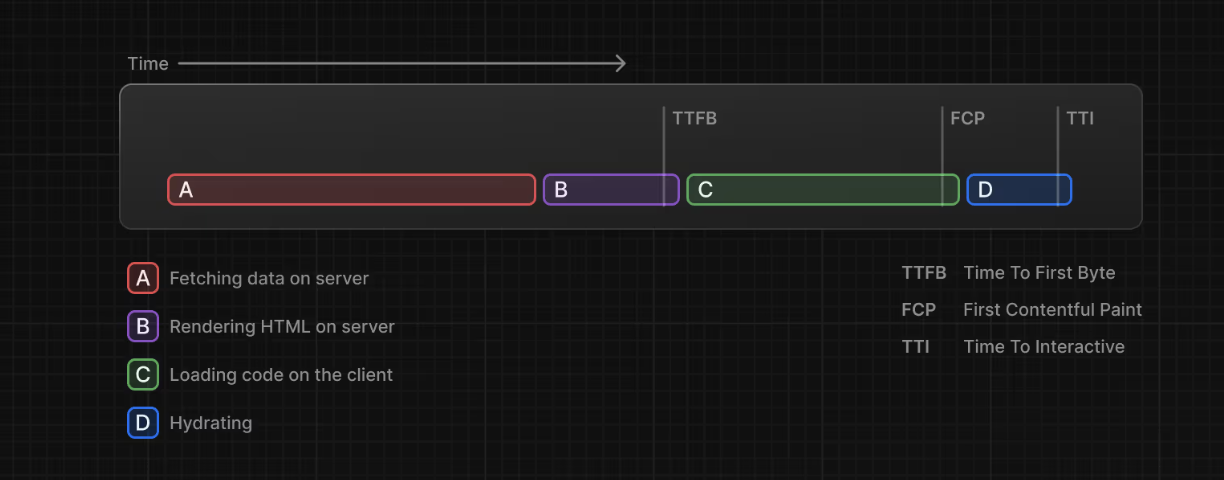 Time
TTFB
FCP
TTI
A
B
C
D
A Fetching data on server
B Rendering HTML on server
C Loading code on the client
D Hydrating
TTFB Time To First Byte
FCP First Contentful Paint
TTI Time To Interactive